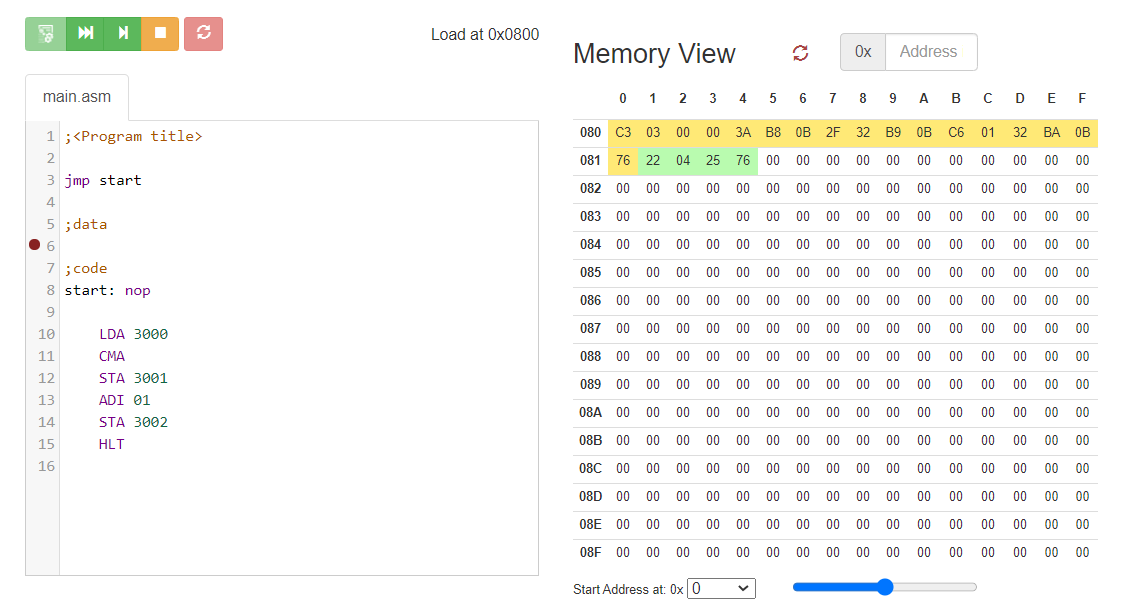 Load at 0x0800
main.asm
1 ;<Program title>
2
3 jmp start
4
5 ;data
6
7 ;code
8 start: nop
9
10 LDA 3000
11 CMA
12 STA 3001
13 ADI 01
14 STA 3002
15 HLT
16
Memory View 0x Address
0 1 2 3 4 5 6 7 8 9 A B C D E F
080 C3 03 00 00 3A B8 0B 2F 32 B9 0B C6 01 32 BA 0B
081 76 22 04 25 76 00 00 00 00 00 00 00 00 00 00 00
082 00 00 00 00 00 00 00 00 00 00 00 00 00 00 00 00
083 00 00 00 00 00 00 00 00 00 00 00 00 00 00 00 00
084 00 00 00 00 00 00 00 00 00 00 00 00 00 00 00 00
085 00 00 00 00 00 00 00 00 00 00 00 00 00 00 00 00
086 00 00 00 00 00 00 00 00 00 00 00 00 00 00 00 00
087 00 00 00 00 00 00 00 00 00 00 00 00 00 00 00 00
088 00 00 00 00 00 00 00 00 00 00 00 00 00 00 00 00
089 00 00 00 00 00 00 00 00 00 00 00 00 00 00 00 00
08A 00 00 00 00 00 00 00 00 00 00 00 00 00 00 00 00
08B 00 00 00 00 00 00 00 00 00 00 00 00 00 00 00 00
08C 00 00 00 00 00 00 00 00 00 00 00 00 00 00 00 00
08D 00 00 00 00 00 00 00 00 00 00 00 00 00 00 00 00
08E 00 00 00 00 00 00 00 00 00 00 00 00 00 00 00 00
08F 00 00 00 00 00 00 00 00 00 00 00 00 00 00 00 00
Start Address at: 0x 0